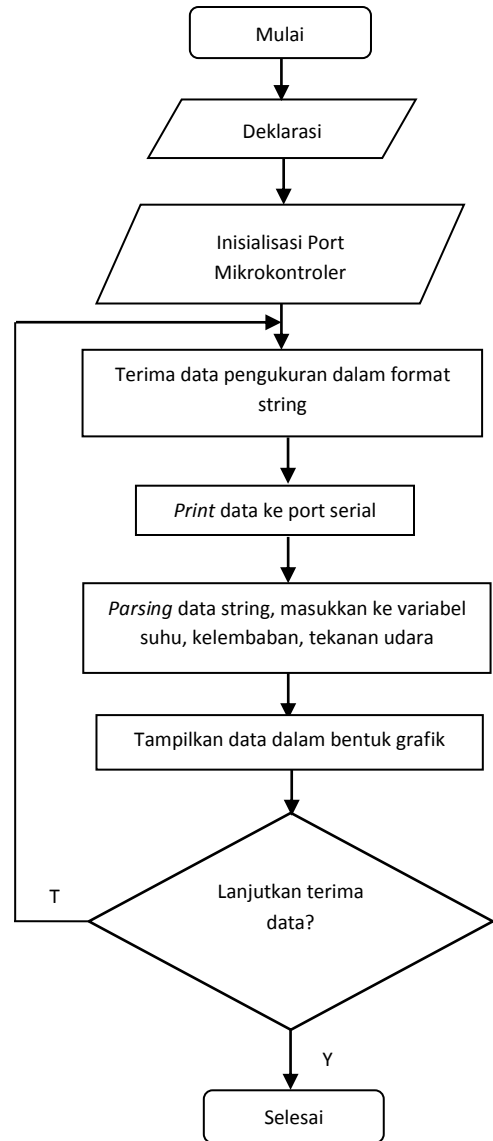 Mulai
Deklarasi
Inisialisasi Port
Mikrokontroler
Terima data pengukuran dalam format
string
Print data ke port serial
Parsing data string, masukkan ke variabel
suhu, kelembaban, tekanan udara
Tampilkan data dalam bentuk grafik
Lanjutkan terima
data?
T
Y
Selesai